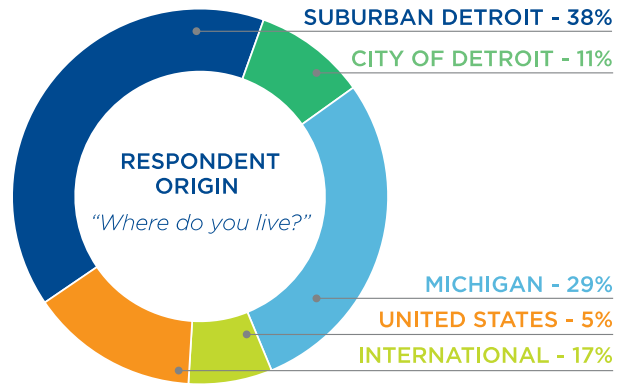 SUBURBAN DETROIT - 38%
CITY OF DETROIT - 11%
RESPONDENT
ORIGIN
“Where do you live?”
MICHIGAN - 29%
UNITED STATES - 5%
INTERNATIONAL - 17%